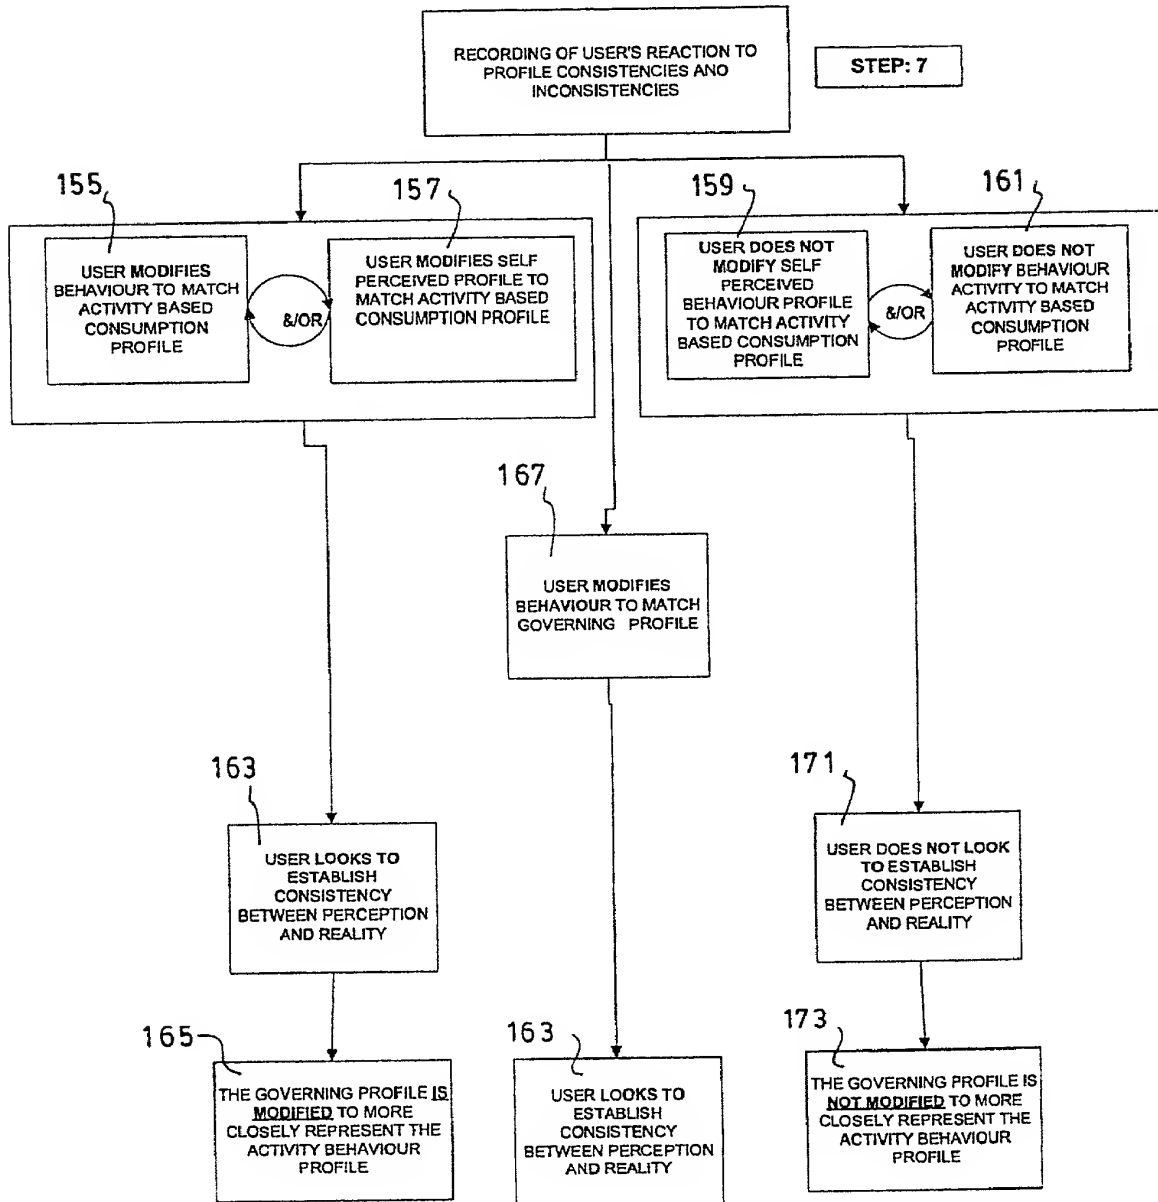 RECORDING OF USER'S REACTION TO
PROFILE CONSISTENCIES ANO
INCONSISTENCIES
STEP: 7
155
157
159
161
USER MODIFIES
BEHAVIOUR TO MATCH
ACTIVITY BASED
CONSUMPTION
PROFILE
&/OR
USER MODIFIES SELF
PERCEIVED PROFILE TO
MATCH ACTIVITY BASED
CONSUMPTION PROFILE
USER DOES NOT
MODIFY SELF
PERCEIVED
BEHAVIOUR PROFILE
TO MATCH ACTIVITY
BASED CONSUMPTION
PROFILE
&/OR
USER DOES NOT
MODIFY BEHAVIOUR
ACTIVITY TO MATCH
ACTIVITY BASED
CONSUMPTION
PROFILE
167
USER MODIFIES
BEHAVIOUR TO MATCH
GOVERNING PROFILE
163
USER LOOKS TO
ESTABLISH
CONSISTENCY
BETWEEN PERCEPTION
AND REALITY
171
USER DOES NOT LOOK
TO ESTABLISH
CONSISTENCY
BETWEEN PERCEPTION
AND REALITY
165
THE GOVERNING PROFILE IS
MODIFIED TO MORE
CLOSELY REPRESENT THE
ACTIVITY BEHAVIOUR
PROFILE
163
USER LOOKS TO
ESTABLISH
CONSISTENCY
BETWEEN PERCEPTION
AND REALITY
173
THE GOVERNING PROFILE IS
NOT MODIFIED TO MORE
CLOSELY REPRESENT THE
ACTIVITY BEHAVIOUR
PROFILE